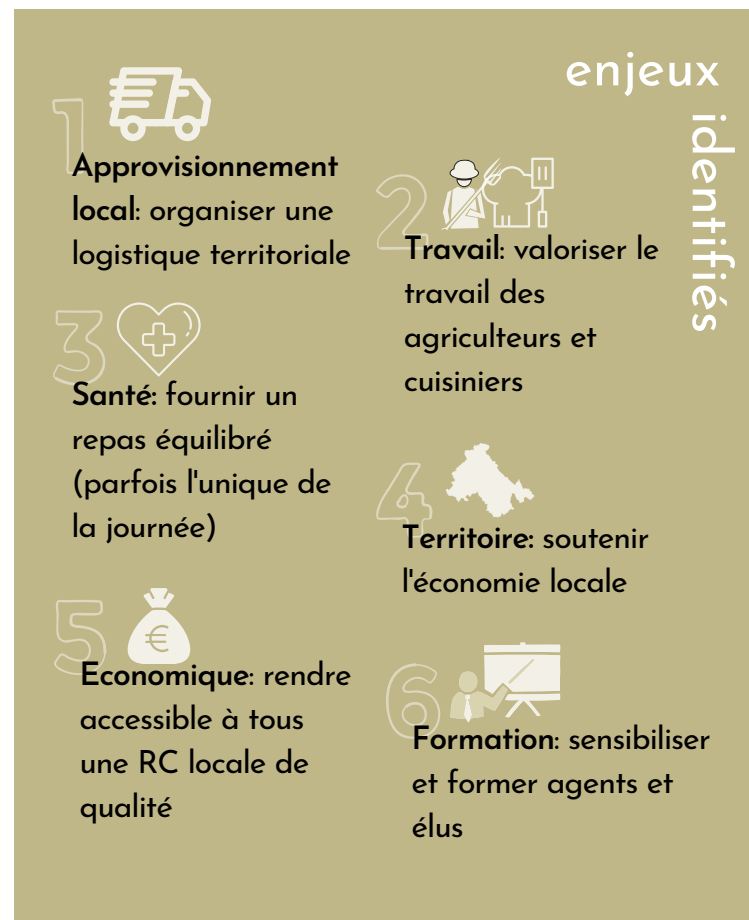 enjeux
identifiés
1
Approvisionnement
local: organiser une
logistique territoriale
2
Travail: valoriser le
travail des
agriculteurs et
cuisiniers
3
Santé: fournir un
repas équilibré
(parfois l'unique de
la journée)
4
Territoire: soutenir
l'économie locale
5
€
Economique: rendre
accessible à tous
une RC locale de
qualité
6
Formation: sensibiliser
et former agents et
élus